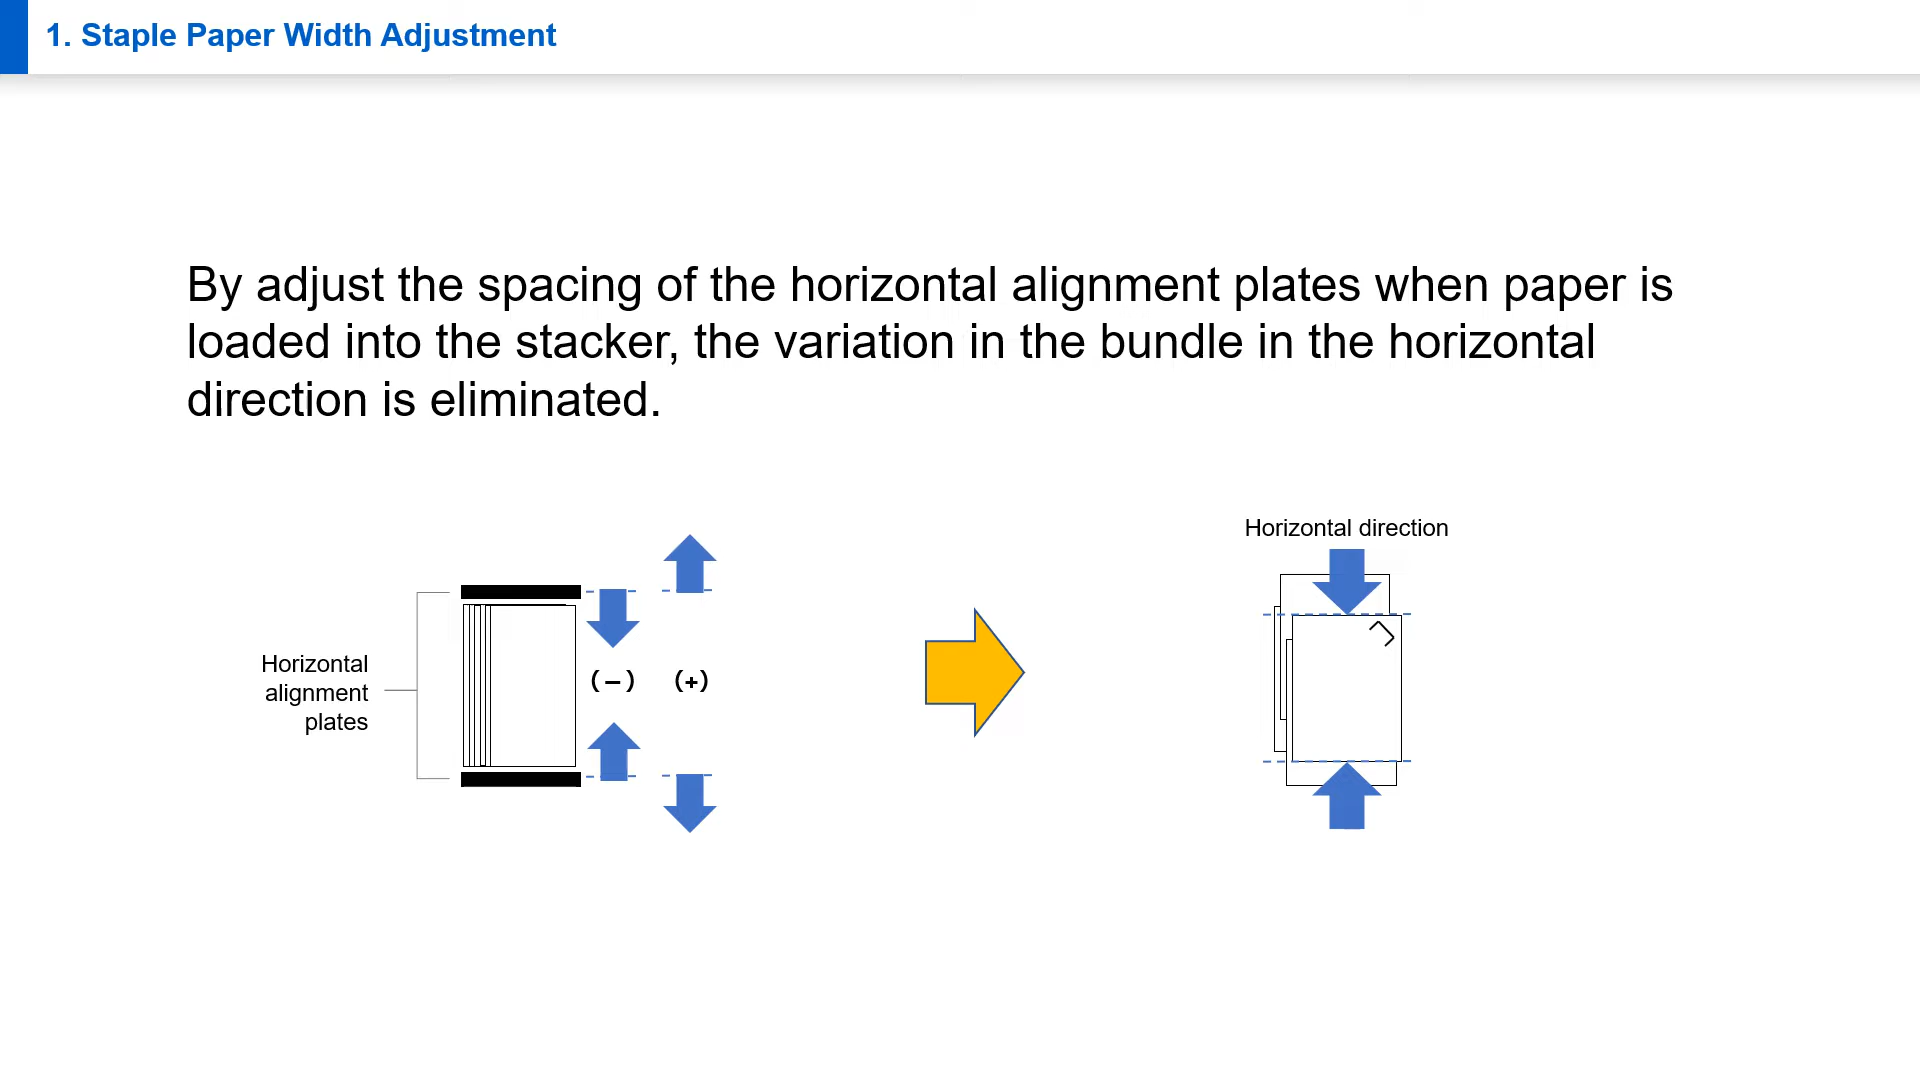 1. Staple Paper Width Adjustment
By adjust the spacing of the horizontal alignment plates when paper is
loaded into the stacker, the variation in the bundle in the horizontal
direction is eliminated.
Horizontal
alignment
plates
(－) (+)
Horizontal direction